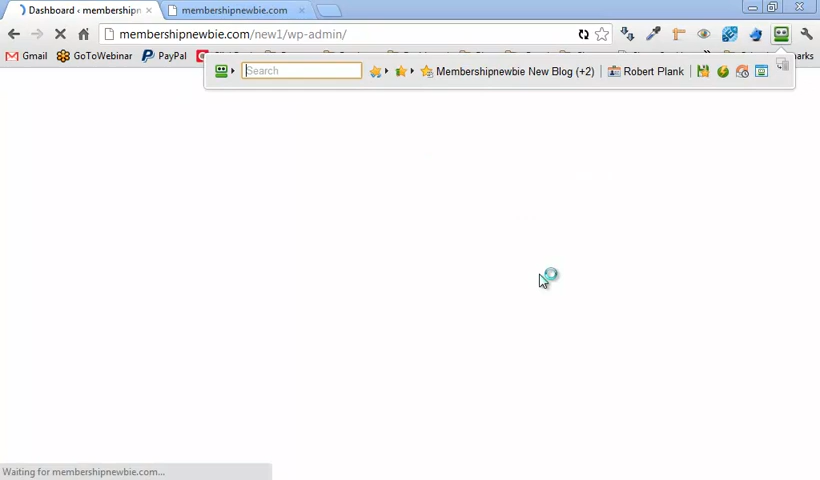 Dashboard ‹ membershipn
membershipnewbie.com
membershipnewbie.com/new1/wp-admin/
Gmail
GoToWebinar
PayPal
Search
Membershipnewbie New Blog (+2)
Robert Plank
Waiting for membershipnewbie.com...